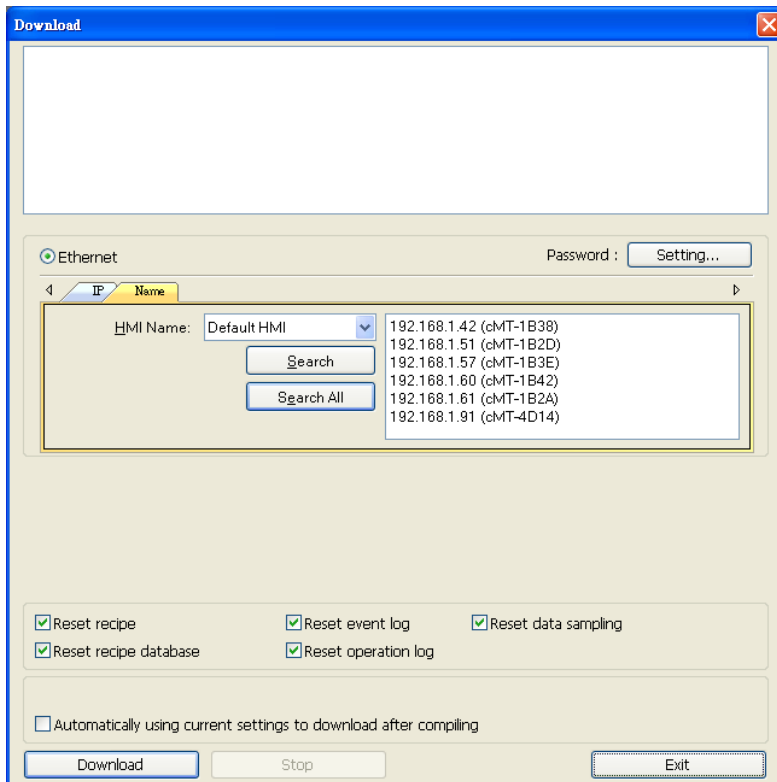 Download
Ethernet
Password : Setting...
IP Name
HMI Name: Default HMI
Search
Search All
192.168.1.42 (cMT-1B38)
192.168.1.51 (cMT-1B2D)
192.168.1.57 (cMT-1B3E)
192.168.1.60 (cMT-1B42)
192.168.1.61 (cMT-1B2A)
192.168.1.91 (cMT-4D14)
Reset recipe Reset event log Reset data sampling
Reset recipe database Reset operation log
Automatically using current settings to download after compiling
Download Stop Exit